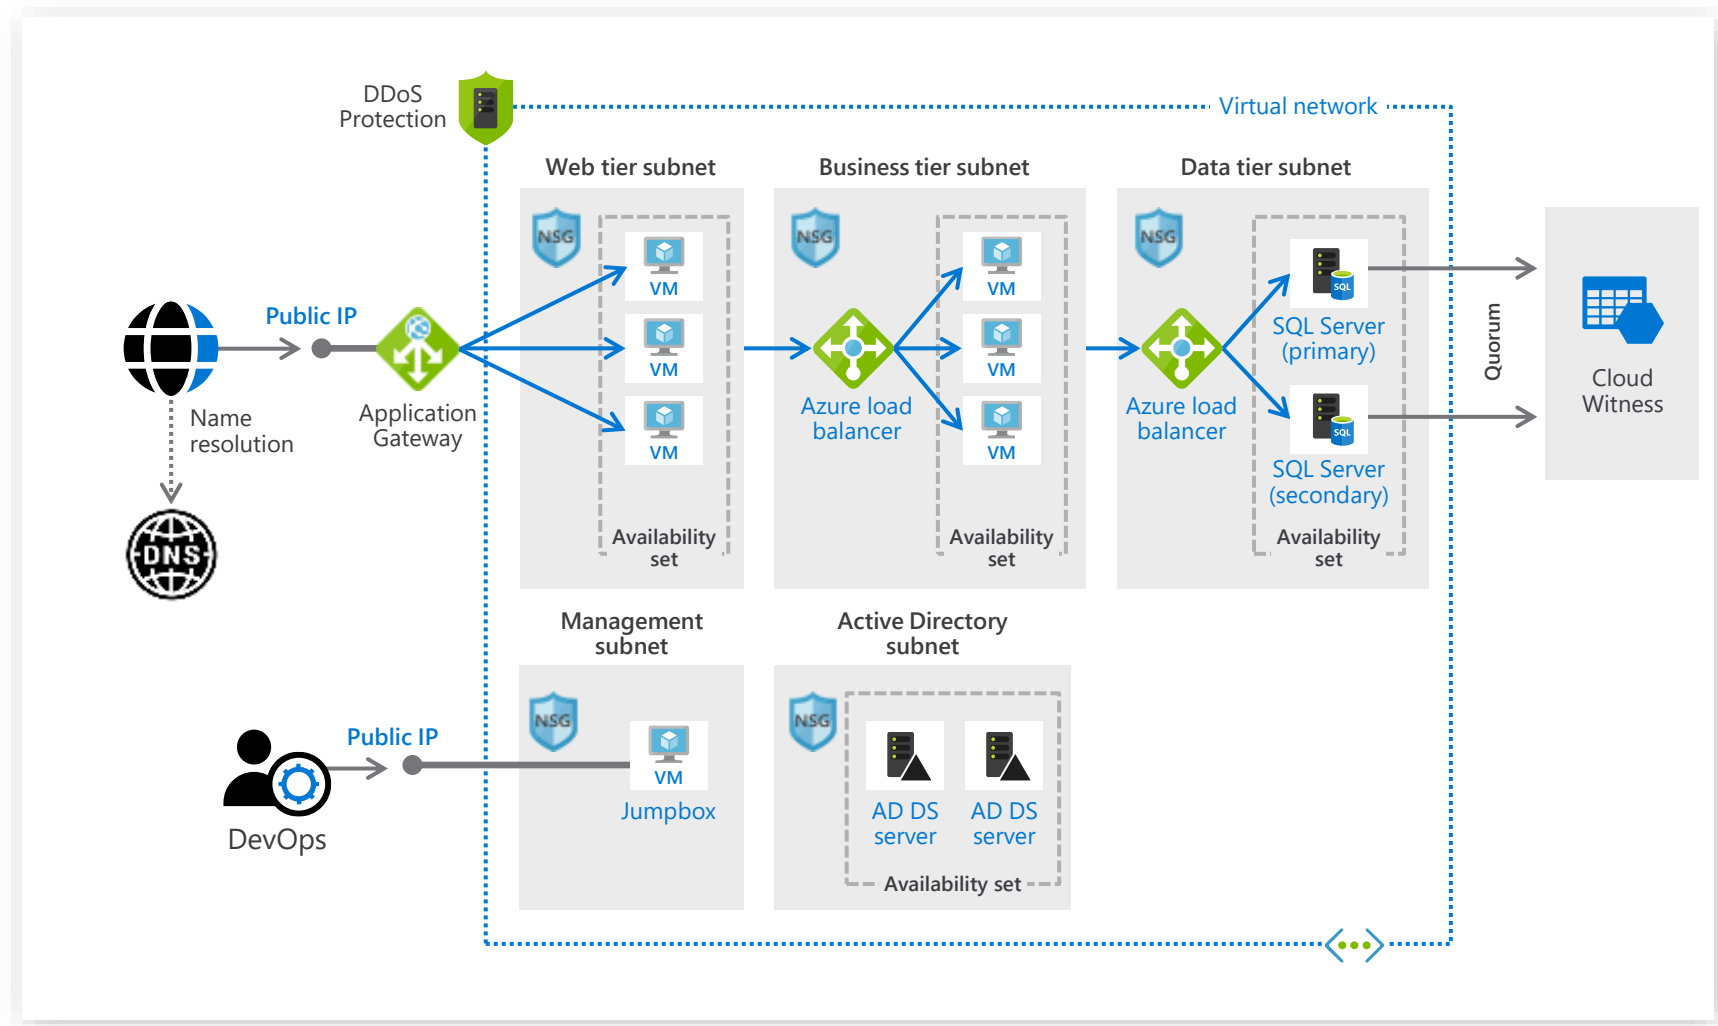 DDoS
Protection
Virtual network
Web tier subnet
Business tier subnet
Data tier subnet
NSG
VM
VM
VM
Availability
set
NSG
Azure load
balancer
VM
VM
VM
Availability
set
NSG
Azure load
balancer
SQL
SQL Server
(primary)
SQL
SQL Server
(secondary)
Availability
set
Quorum
Cloud
Witness
Public IP
Application
Gateway
Name
resolution
DNS
Management
subnet
Active Directory
subnet
NSG
VM
Jumpbox
NSG
AD DS
server
AD DS
server
Availability set
Public IP
DevOps